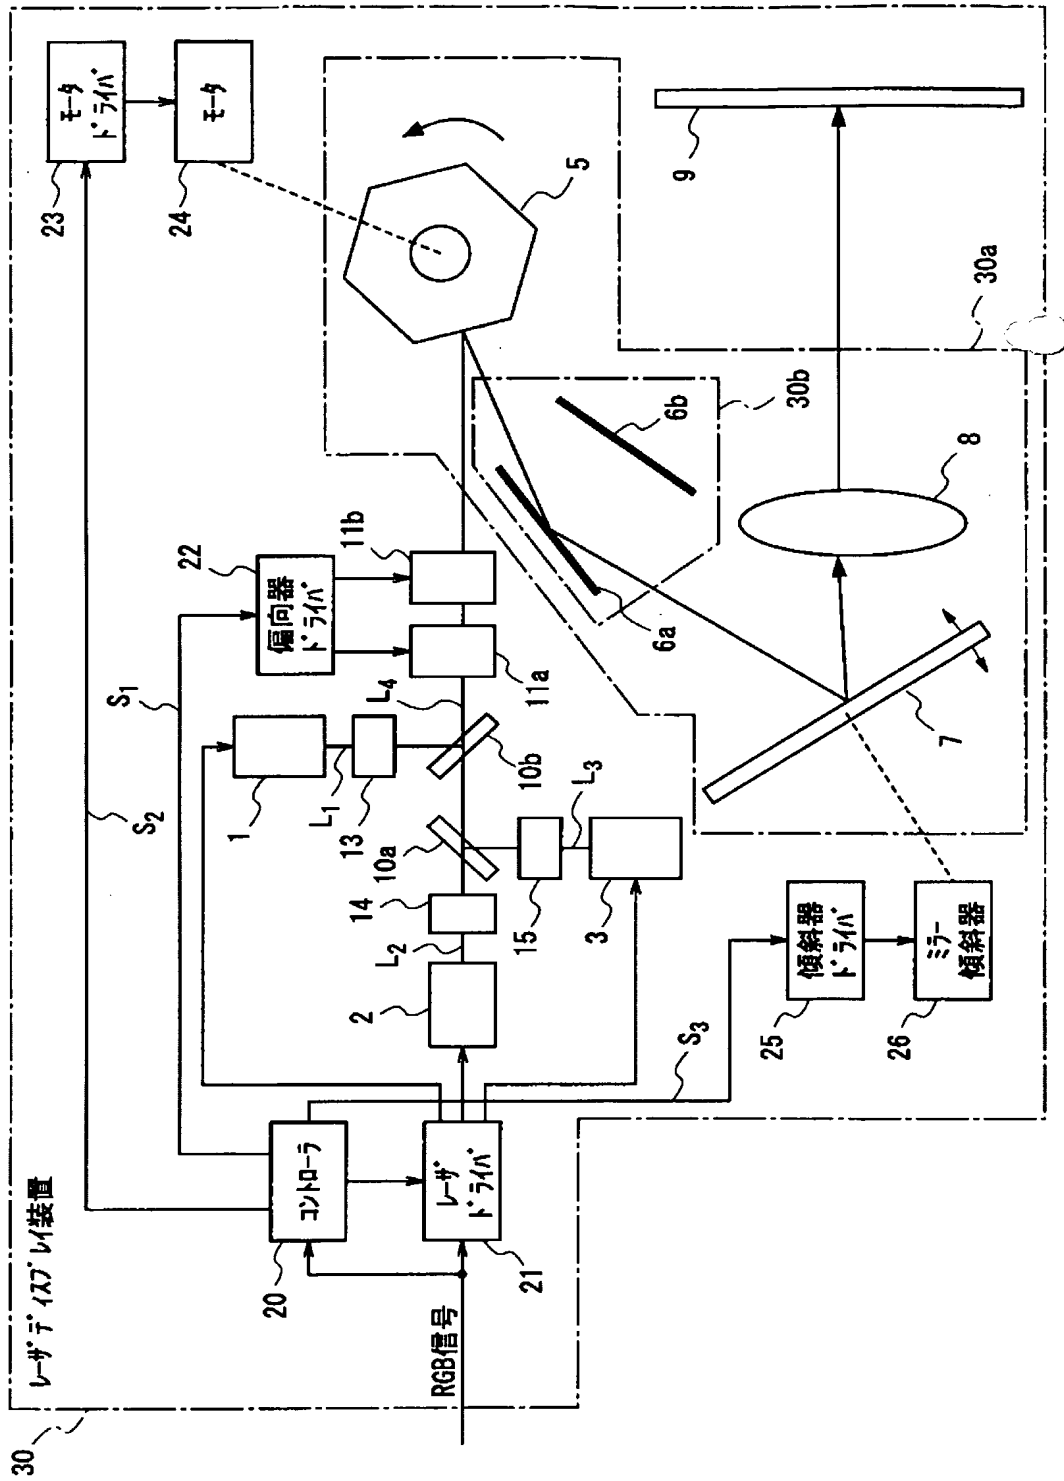 30
レーザディスプレイ装置
RGB信号
20
コントローラ
21
レーザ
ドライバ
S2
S1
S3
23
モータ
ドライバ
24
モータ
22
偏向器
ドライバ
1
L1
13
2
L2
14
10a
10b
L4
11a
11b
15
L3
3
5
6a
6b
30b
7
8
9
30a
25
傾斜器
ドライバ
26
ミラー
傾斜器